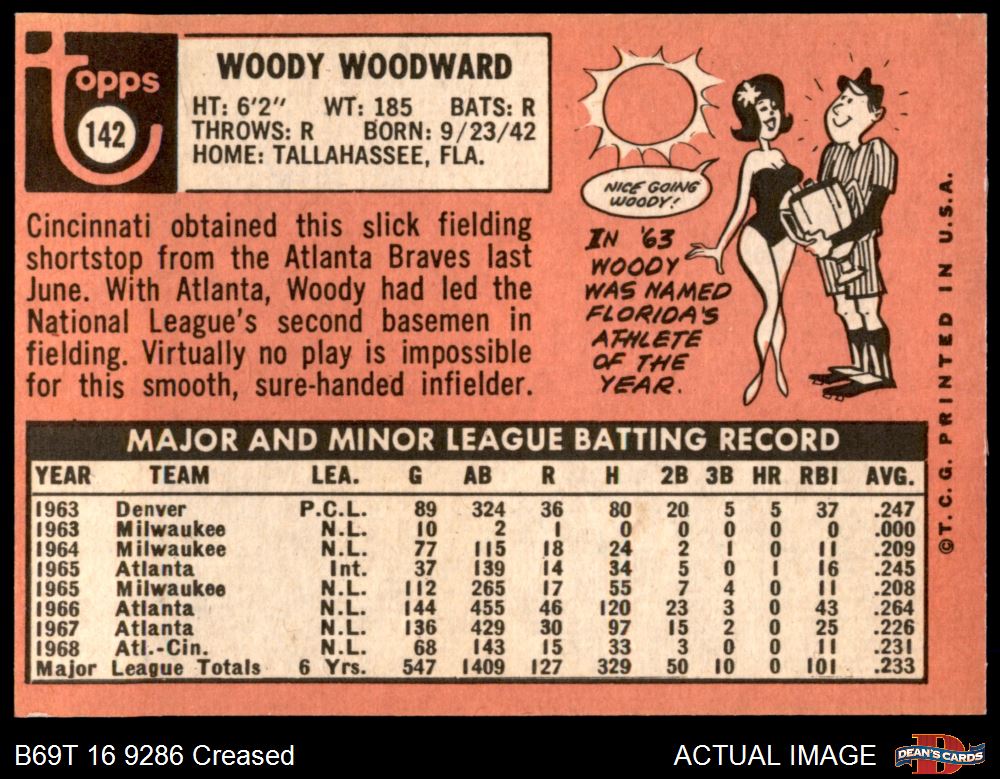 topps
142
WOODY WOODWARD
HT: 6'2" WT: 185 BATS: R
THROWS: R BORN: 9/23/42
HOME: TALLAHASSEE, FLA.
Cincinnati obtained this slick fielding
shortstop from the Atlanta Braves last
June. With Atlanta, Woody had led the
National League's second basemen in
fielding. Virtually no play is impossible
for this smooth, sure-handed infielder.
NICE GOING
WOODY!
IN '63
WOODY
WAS NAMED
FLORIDA'S
ATHLETE
OF THE
YEAR.
©T. C. G. PRINTED IN U.S.A.
MAJOR AND MINOR LEAGUE BATTING RECORD
YEAR TEAM LEA. G AB R H 2B 3B HR RBI AVG.
1963 Denver P.C.L. 89 324 36 80 20 5 5 37 .247
1963 Milwaukee N.L. 10 2 1 0 0 0 0 0 .000
1964 Milwaukee N.L. 77 115 18 24 2 1 0 11 .209
1965 Atlanta Int. 37 139 14 34 5 0 1 16 .245
1965 Milwaukee N.L. 112 265 17 55 7 4 0 11 .208
1966 Atlanta N.L. 144 455 46 120 23 3 0 43 .264
1967 Atlanta N.L. 136 429 30 97 15 2 0 25 .226
1968 Atl.-Cin. N.L. 68 143 15 33 3 0 0 11 .231
Major League Totals 6 Yrs. 547 1409 127 329 50 10 0 101 .233
B69T 16 9286 Creased
ACTUAL IMAGE
DEAN'S CARDS